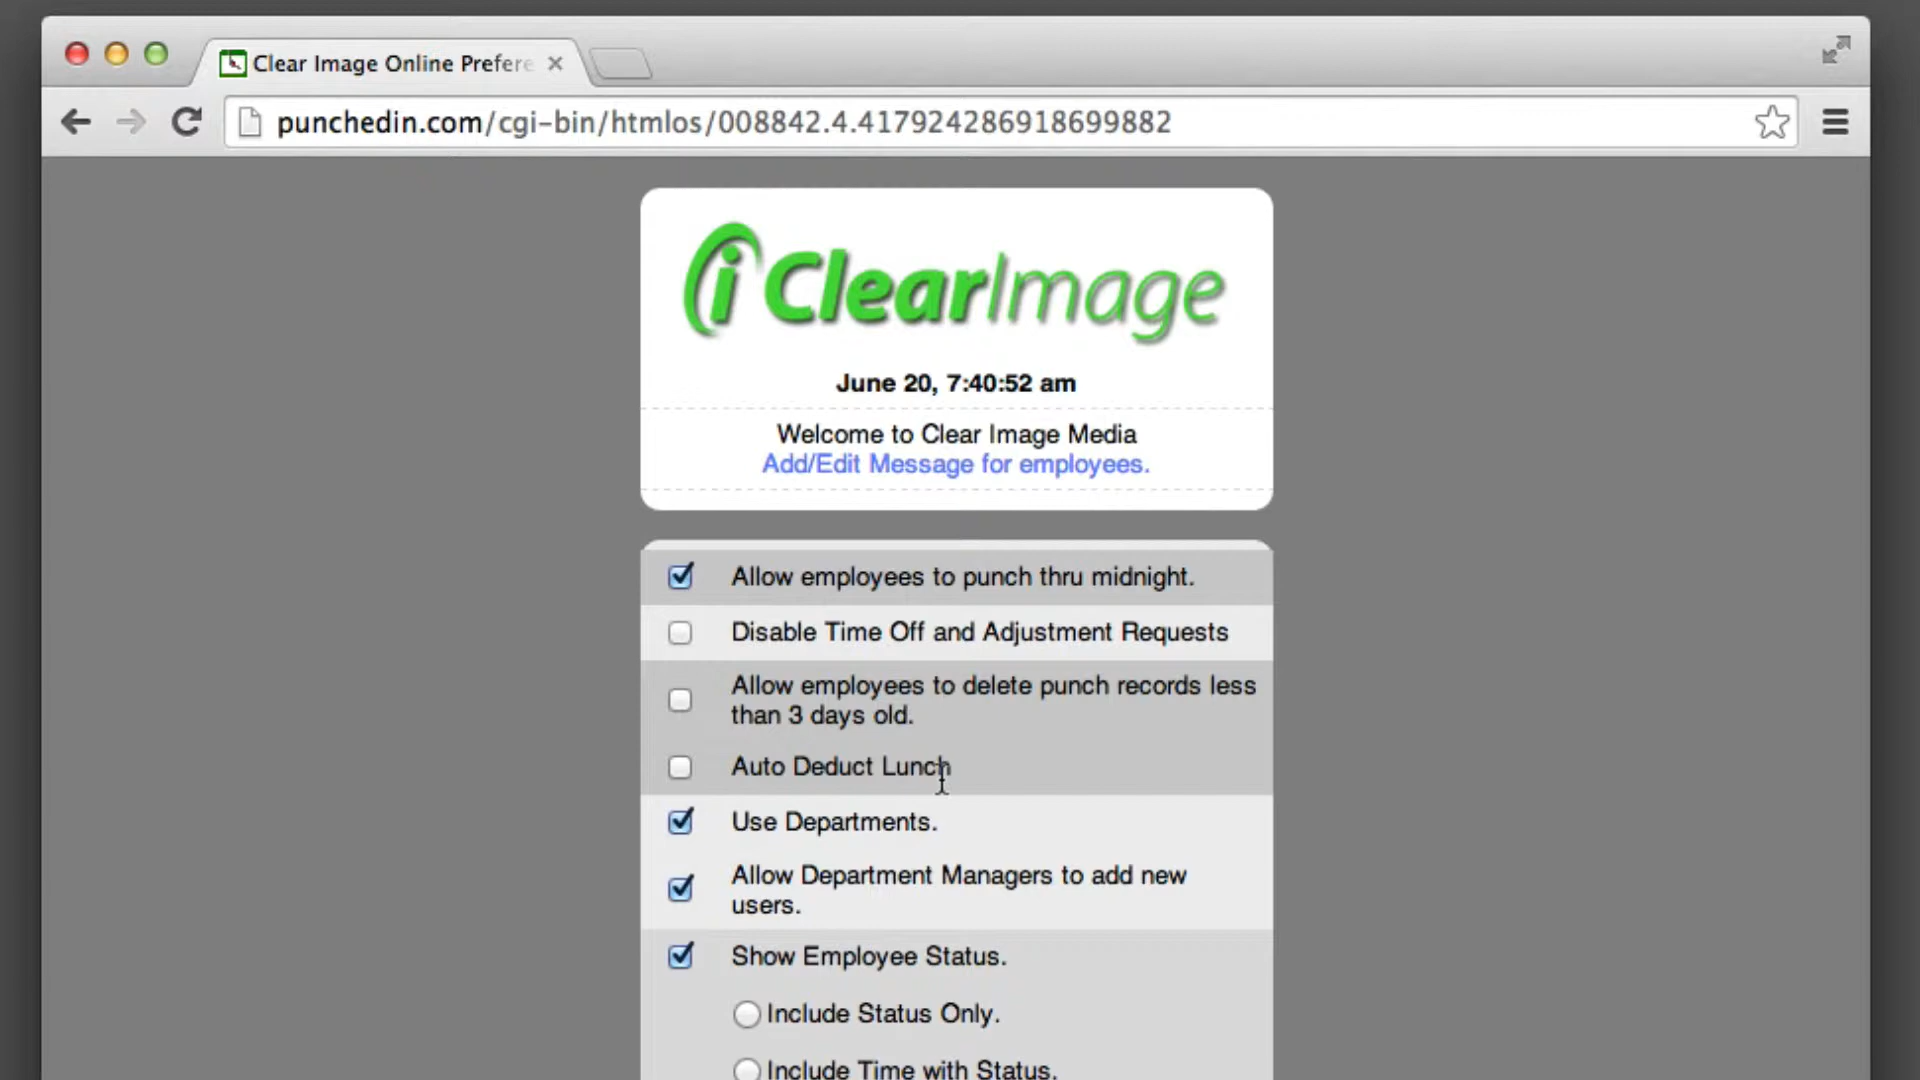 Clear Image Online Prefere
punchedin.com/cgi-bin/htmlos/008842.4.417924286918699882
i ClearImage
June 20, 7:40:52 am
Welcome to Clear Image Media
Add/Edit Message for employees.
Allow employees to punch thru midnight.
Disable Time Off and Adjustment Requests
Allow employees to delete punch records less
than 3 days old.
Auto Deduct Lunch
Use Departments.
Allow Department Managers to add new
users.
Show Employee Status.
Include Status Only.
Include Time with Status.